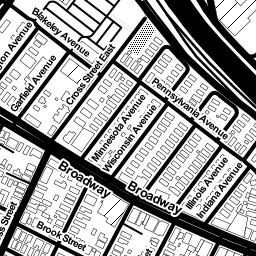 Blakeley Avenue
Garfield Avenue
Cross Street East
Pennsylvania Avenue
Minnesota Avenue
Wisconsin Avenue
Illinois Avenue
Indiana Avenue
Broadway
Broadway
Brook Street